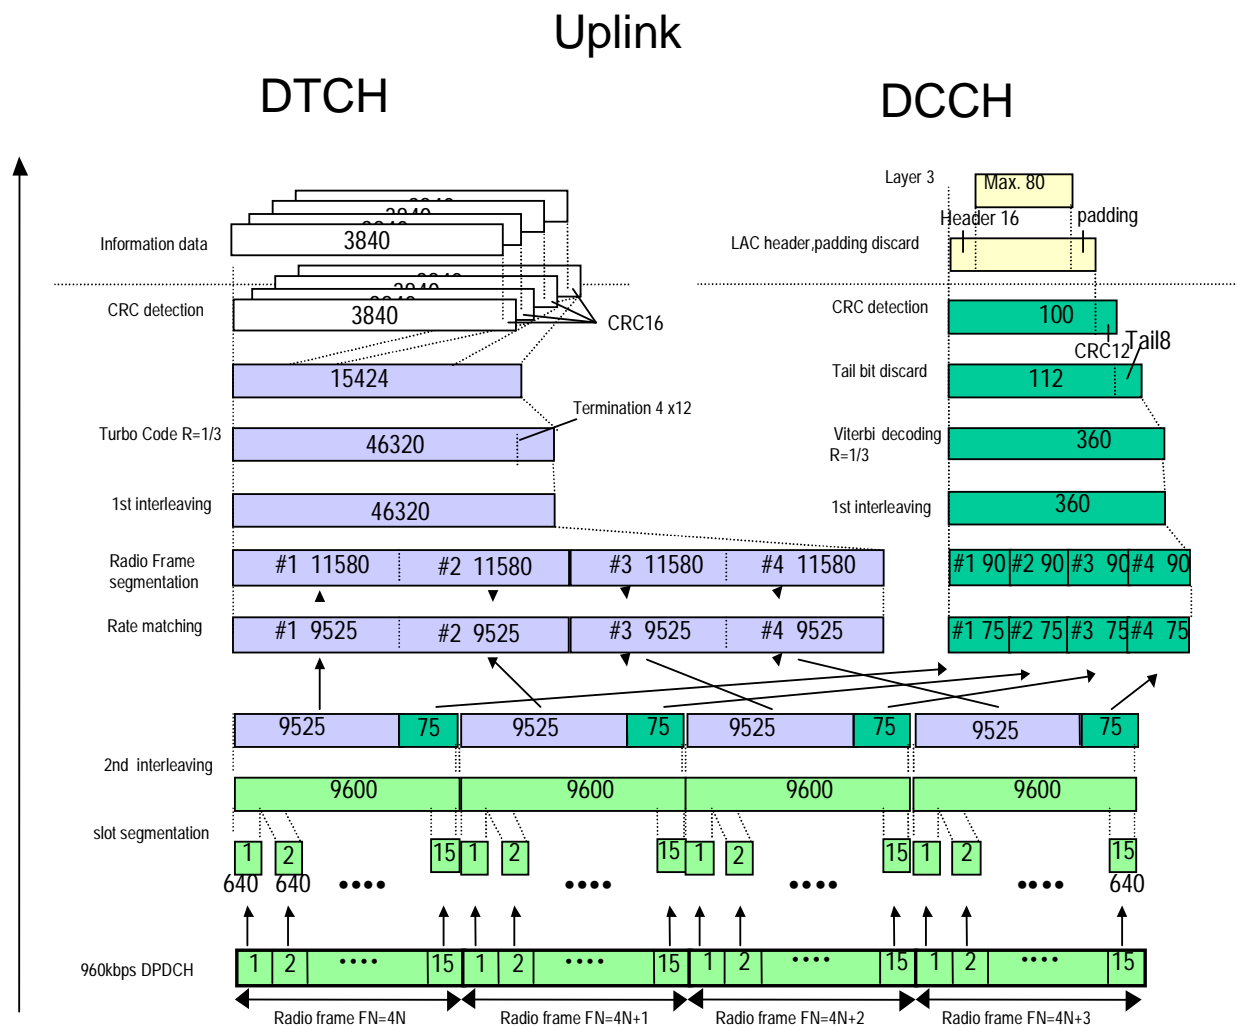 Uplink
DTCH
DCCH
Layer 3
Max. 80
Header 16
padding
Information data
3840
3840
3840
LAC header,padding discard
CRC detection
3840
3840
3840
CRC16
CRC detection
100
CRC12
Tail8
15424
Tail bit discard
112
Termination 4 x12
Turbo Code R=1/3
46320
Viterbi decoding
R=1/3
360
1st interleaving
46320
1st interleaving
360
Radio Frame
segmentation
#1 11580
#2 11580
#3 11580
#4 11580
#1 90
#2 90
#3 90
#4 90
Rate matching
#1 9525
#2 9525
#3 9525
#4 9525
#1 75
#2 75
#3 75
#4 75
9525
75
9525
75
9525
75
9525
75
2nd interleaving
9600
9600
9600
9600
slot segmentation
1
2
15
1
2
15
1
2
15
1
2
15
640
640
••••
••••
••••
••••
640
960kbps DPDCH
1
2
••••
15
1
2
••••
15
1
2
••••
15
1
2
••••
15
Radio frame FN=4N
Radio frame FN=4N+1
Radio frame FN=4N+2
Radio frame FN=4N+3